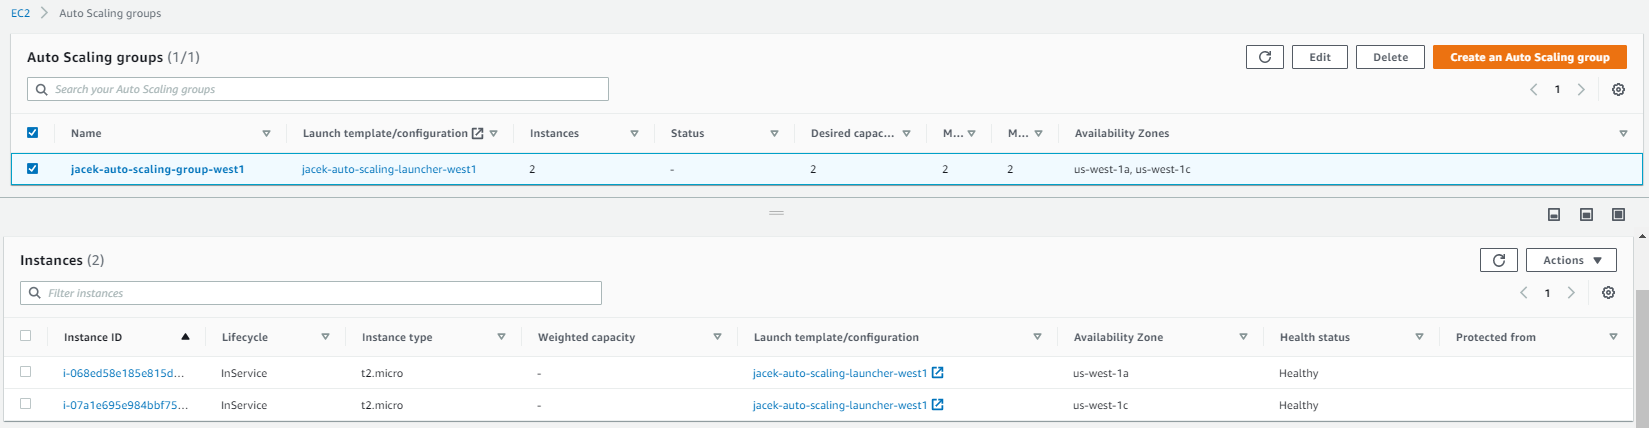 EC2 > Auto Scaling groups
Auto Scaling groups (1/1) Edit Delete Create an Auto Scaling group
Search your Auto Scaling groups
1
Name Launch template/configuration Instances Status Desired capac... M... M... Availability Zones
jacek-auto-scaling-group-west1 jacek-auto-scaling-launcher-west1 2 - 2 2 2 us-west-1a, us-west-1c
Instances (2) Actions
Filter instances
1
Instance ID Lifecycle Instance type Weighted capacity Launch template/configuration Availability Zone Health status Protected from
i-068ed58e185e815d... InService t2.micro - jacek-auto-scaling-launcher-west1 us-west-1a Healthy
i-07a1e695e984bbf75... InService t2.micro - jacek-auto-scaling-launcher-west1 us-west-1c Healthy